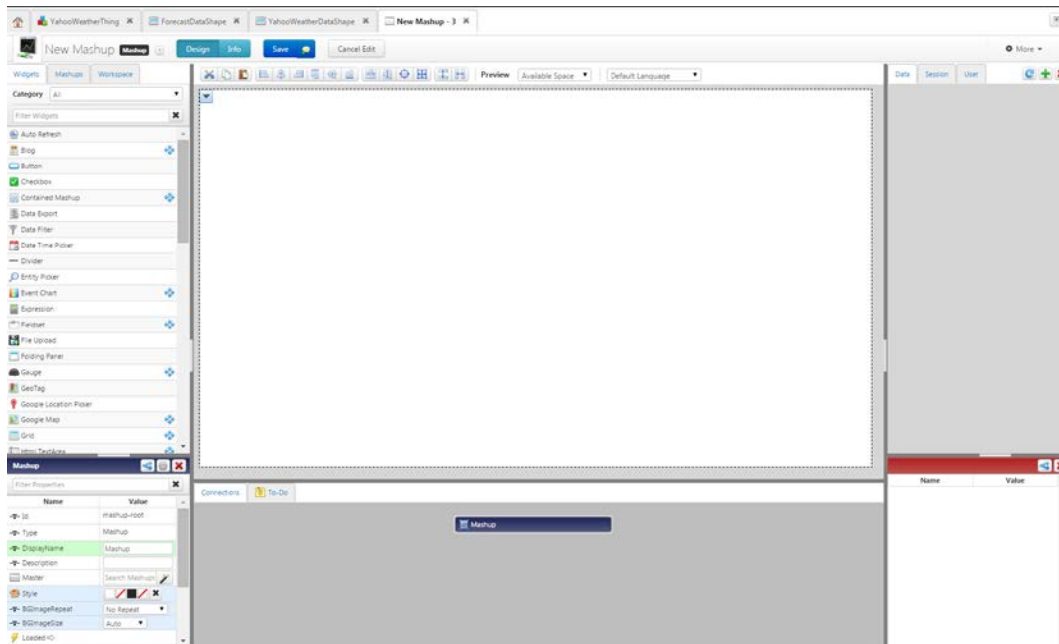 YahooWeatherThing
ForecastDataShape
YahooWeatherDataShape
New Mashup - 3
New Mashup Mashup
Design Info Save Cancel Edit
More
Widgets Mashups Workspace
Preview Available Space Default Language
Data Session User
Category All
Filter Widgets
Auto Refresh
Blog
Button
Checkbox
Contained Mashup
Data Export
Data Filter
Date Time Picker
Divider
Entity Picker
Event Chart
Expression
Fieldset
File Upload
Folding Panel
Gauge
GeoTag
Google Location Picker
Google Map
Grid
Html TextArea
Mashup
Filter Properties
Name Value
Id mashup-root
Type Mashup
DisplayName Mashup
Description
Master Search Mashups
Style
BGImageRepeat No Repeat
BGImageSize Auto
Loaded
Connections To-Do
Mashup
Name Value